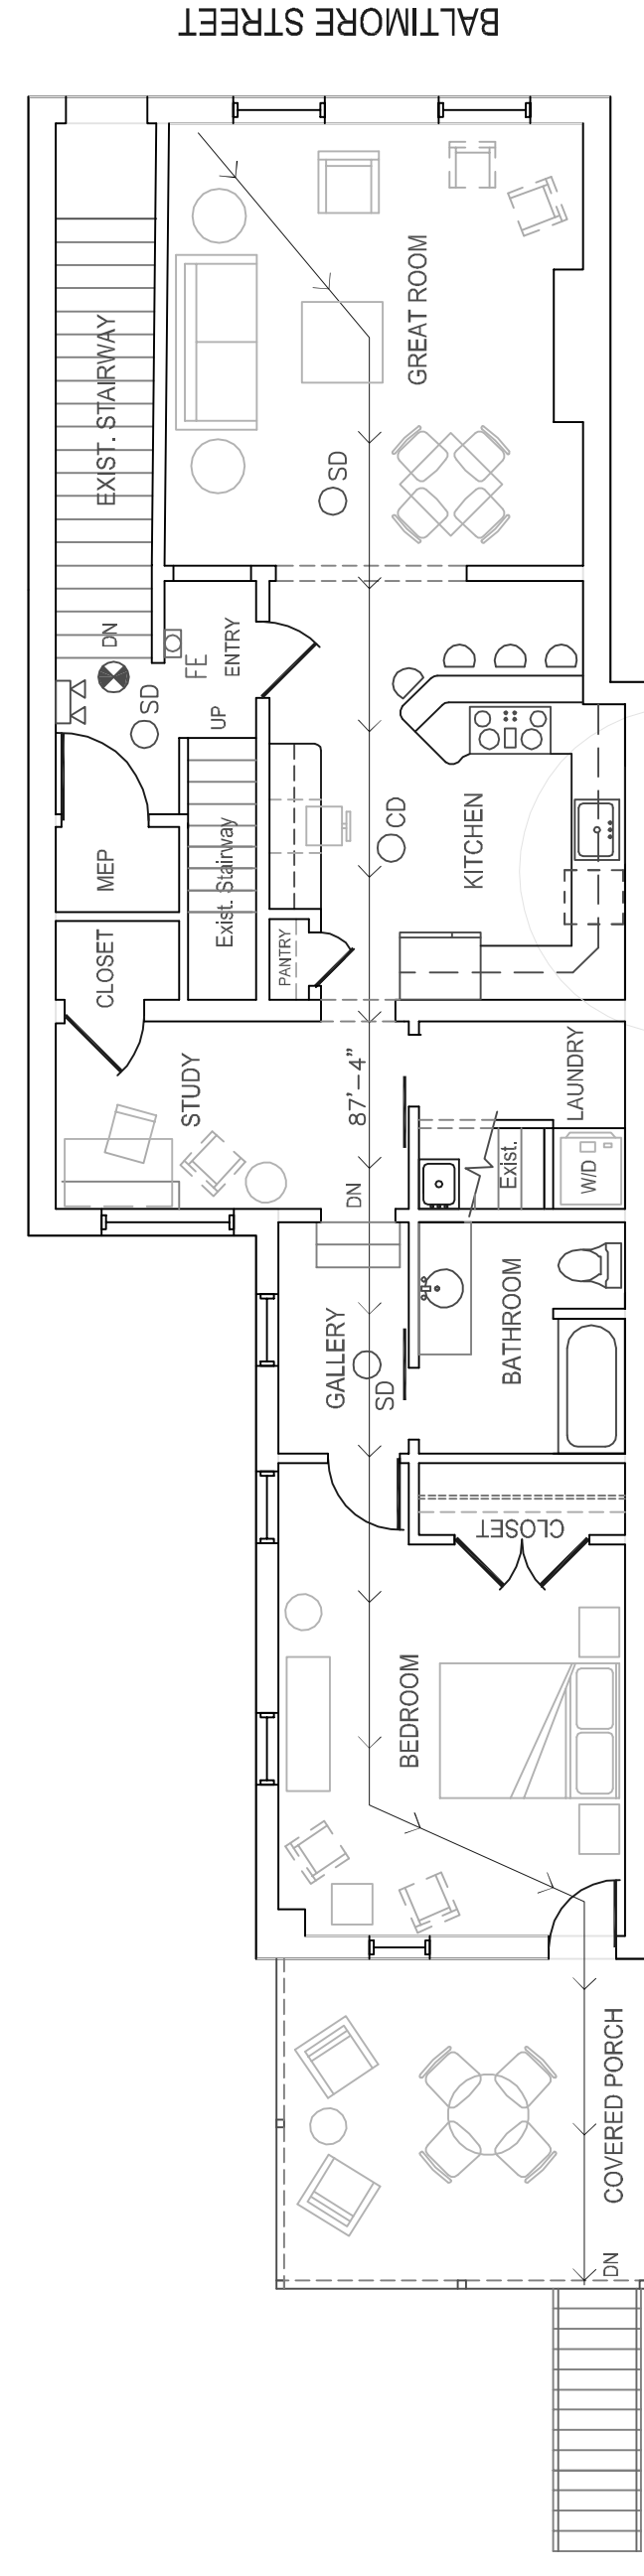 BALTIMORE STREET
EXIST. STAIRWAY
GREAT ROOM
SD
DN
SD
FE
ENTRY
UP
MEP
Exist. Stairway
CD
KITCHEN
CLOSET
PANTRY
STUDY
87'-4"
LAUNDRY
DN
Exist.
W/D
GALLERY
SD
BATHROOM
CLOSET
BEDROOM
COVERED PORCH
DN